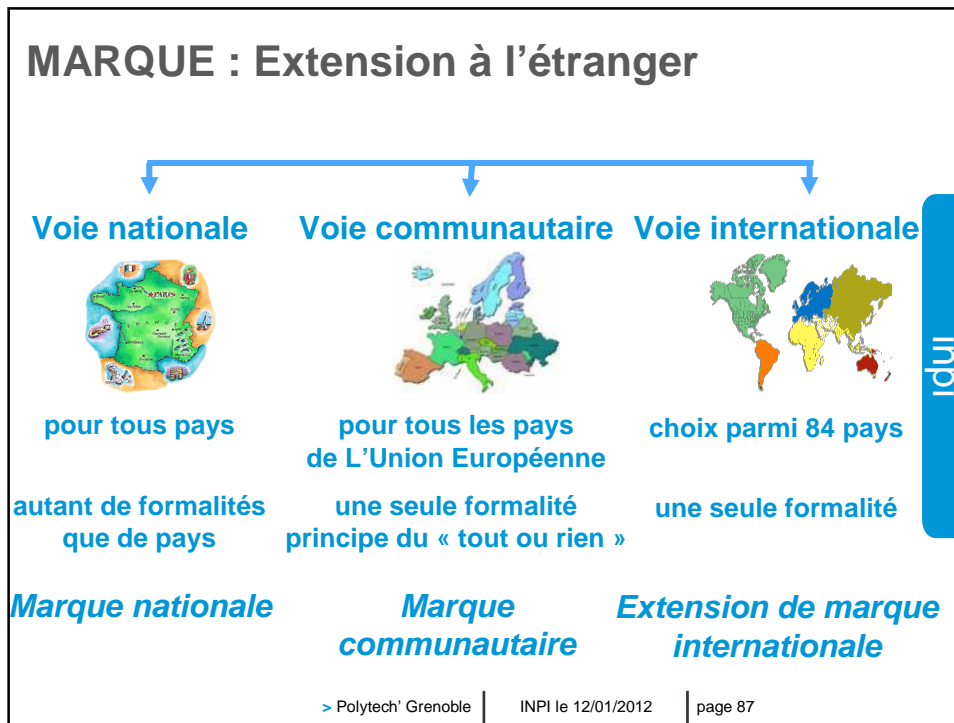 MARQUE : Extension à l'étranger
Voie nationale
pour tous pays
autant de formalités
que de pays
Marque nationale
Voie communautaire
pour tous les pays
de L'Union Européenne
une seule formalité
principe du « tout ou rien »
Marque
communautaire
Voie internationale
choix parmi 84 pays
une seule formalité
Extension de marque
internationale
Inpi
> Polytech' Grenoble
INPI le 12/01/2012
page 87